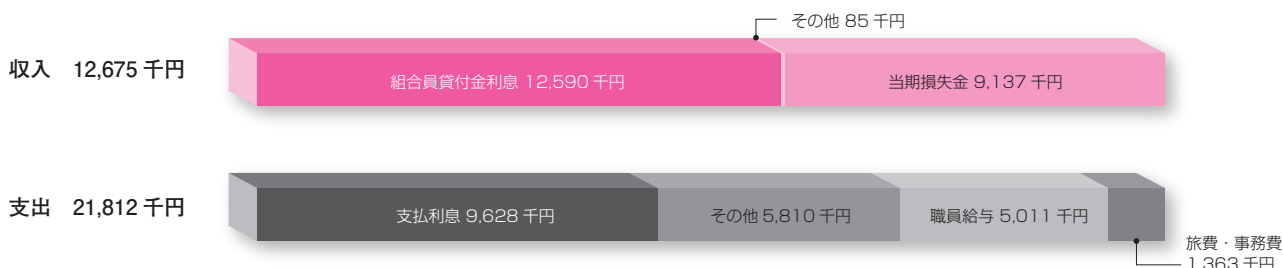 その他 85 千円
収入 12,675 千円
組合員貸付金利息 12,590 千円
当期損失金 9,137 千円
支出 21,812 千円
支払利息 9,628 千円
その他 5,810 千円
職員給与 5,011 千円
旅費・事務費
1,363 千円